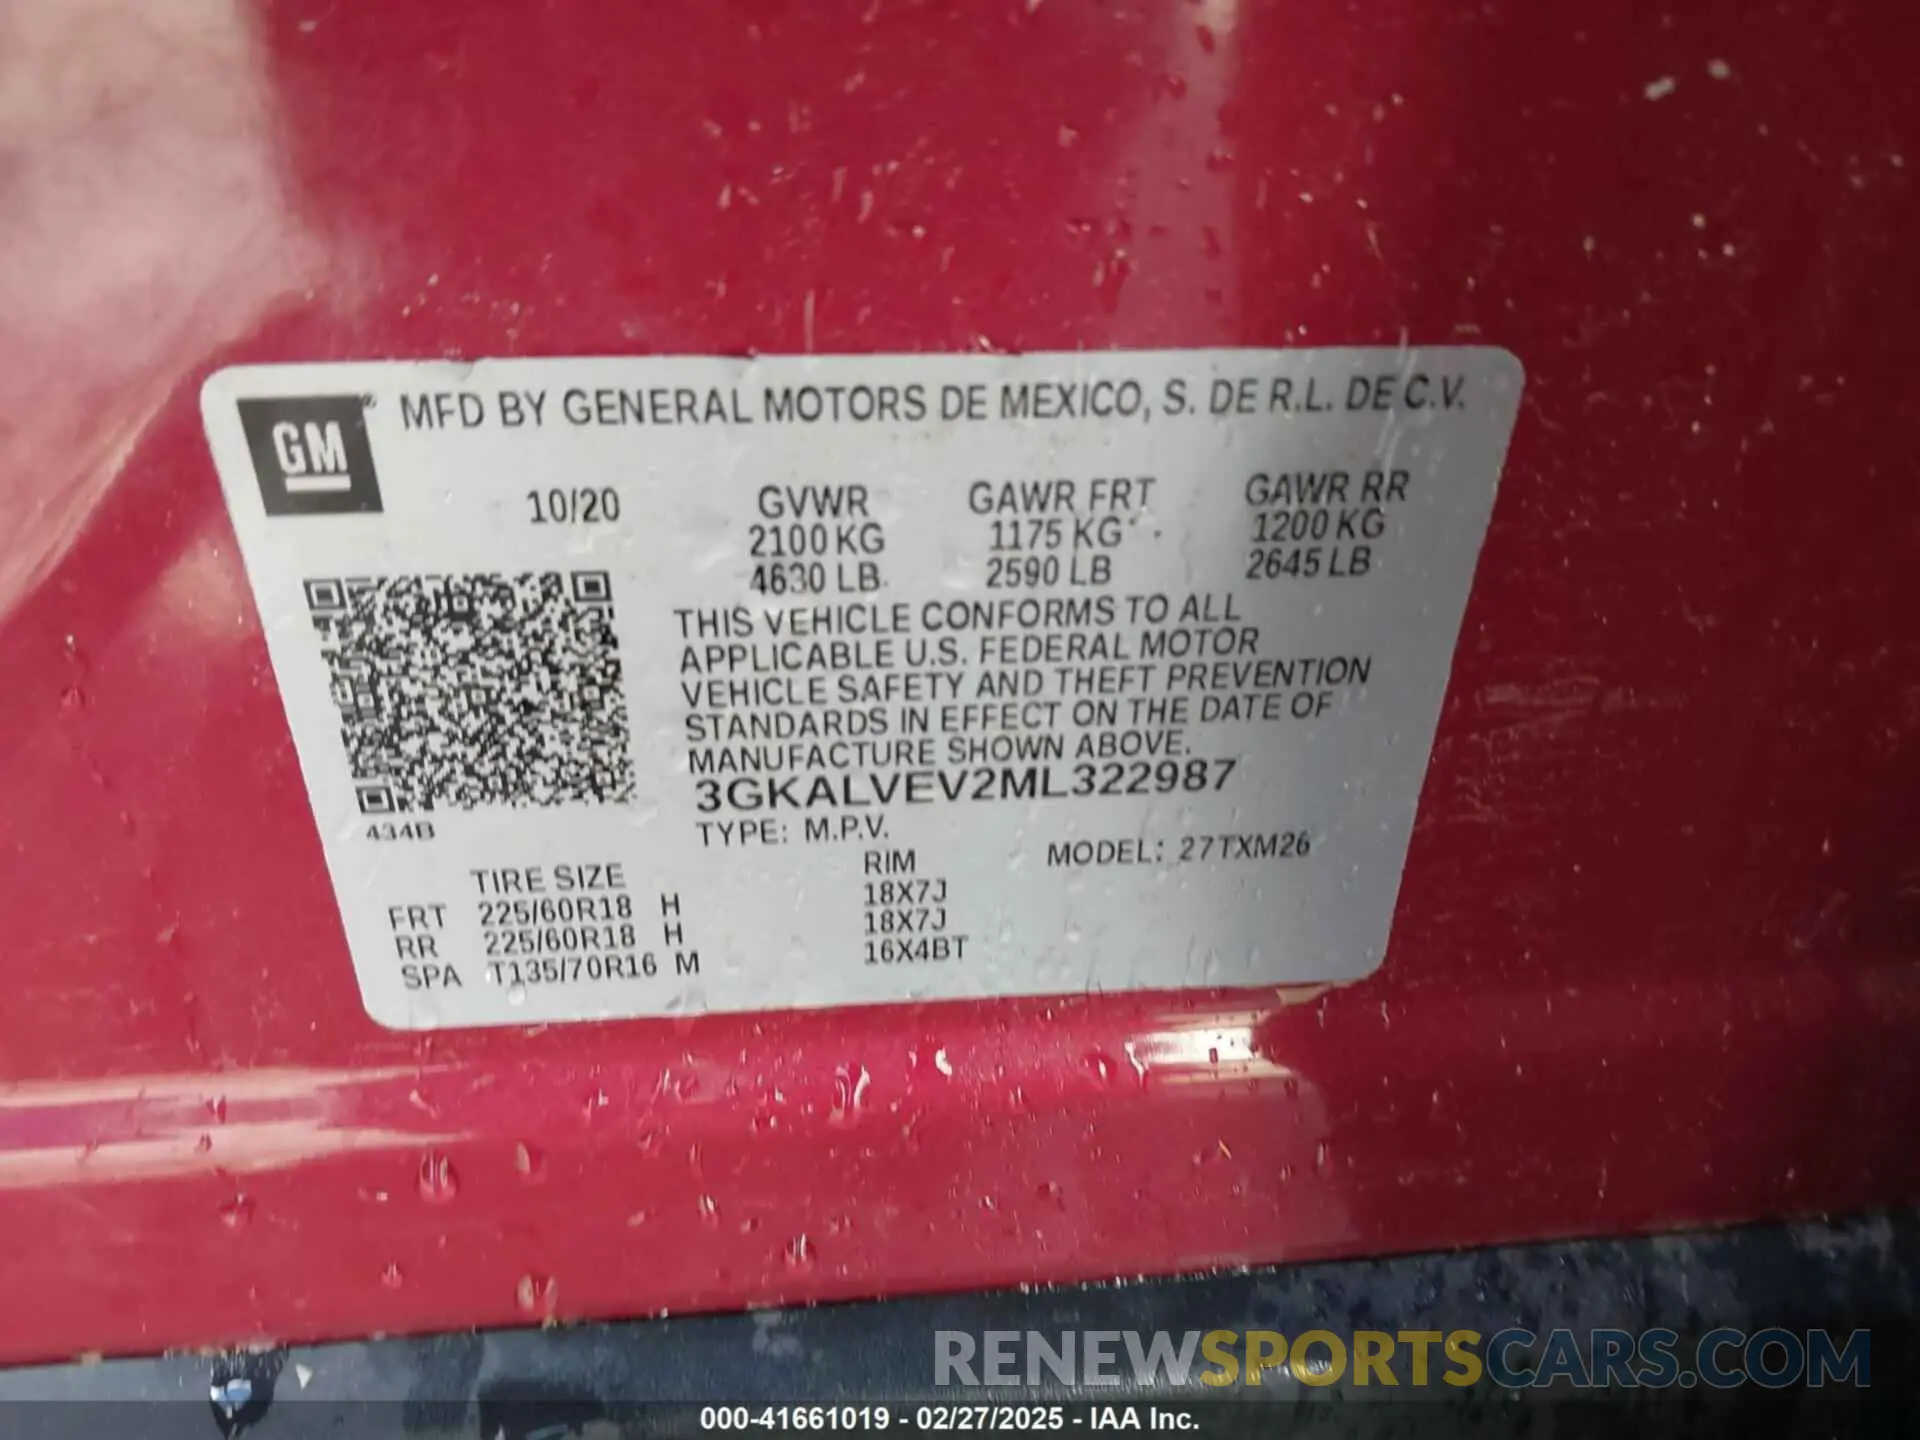 GM
MFD BY GENERAL MOTORS DE MEXICO, S. DE R.L. DE C.V.
10/20 GVWR GAWR FRT GAWR RR
2100 KG 1175 KG 1200 KG
4630 LB 2590 LB 2645 LB
THIS VEHICLE CONFORMS TO ALL
APPLICABLE U.S. FEDERAL MOTOR
VEHICLE SAFETY AND THEFT PREVENTION
STANDARDS IN EFFECT ON THE DATE OF
MANUFACTURE SHOWN ABOVE.
3GKALVEV2ML322987
434B
TYPE: M.P.V. MODEL: 27TXM26
TIRE SIZE RIM
FRT 225/60R18 H 18X7J
RR 225/60R18 H 18X7J
SPA T135/70R16 M 16X4BT
RENEWSPORTSCARS.COM
000-41661019 - 02/27/2025 - IAA Inc.